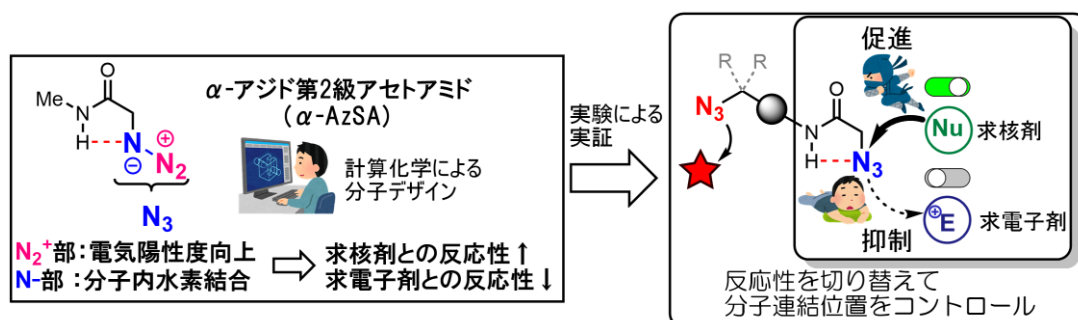 Me
N
H
O
N
⊖
⊕
N2
N3
α-アジド第2級アセトアミド
(α-AzSA)
計算化学による
分子デザイン
N2+部:電気陽性度向上
N-部 :分子内水素結合
求核剤との反応性↑
求電子剤との反応性↓
実験による
実証
R R
N3
O
N
H
N3
促進
Nu
求核剤
⊕E
求電子剤
抑制
反応性を切り替えて
分子連結位置をコントロール